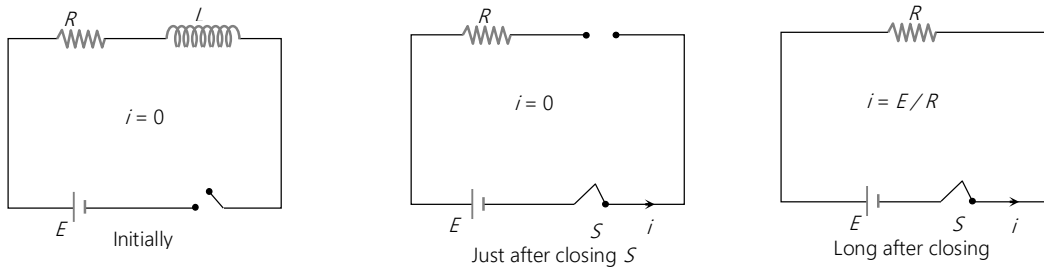 R
L
i = 0
E
Initially
R
i = 0
E
S
i
Just after closing S
R
i = E / R
E
S
i
Long after closing